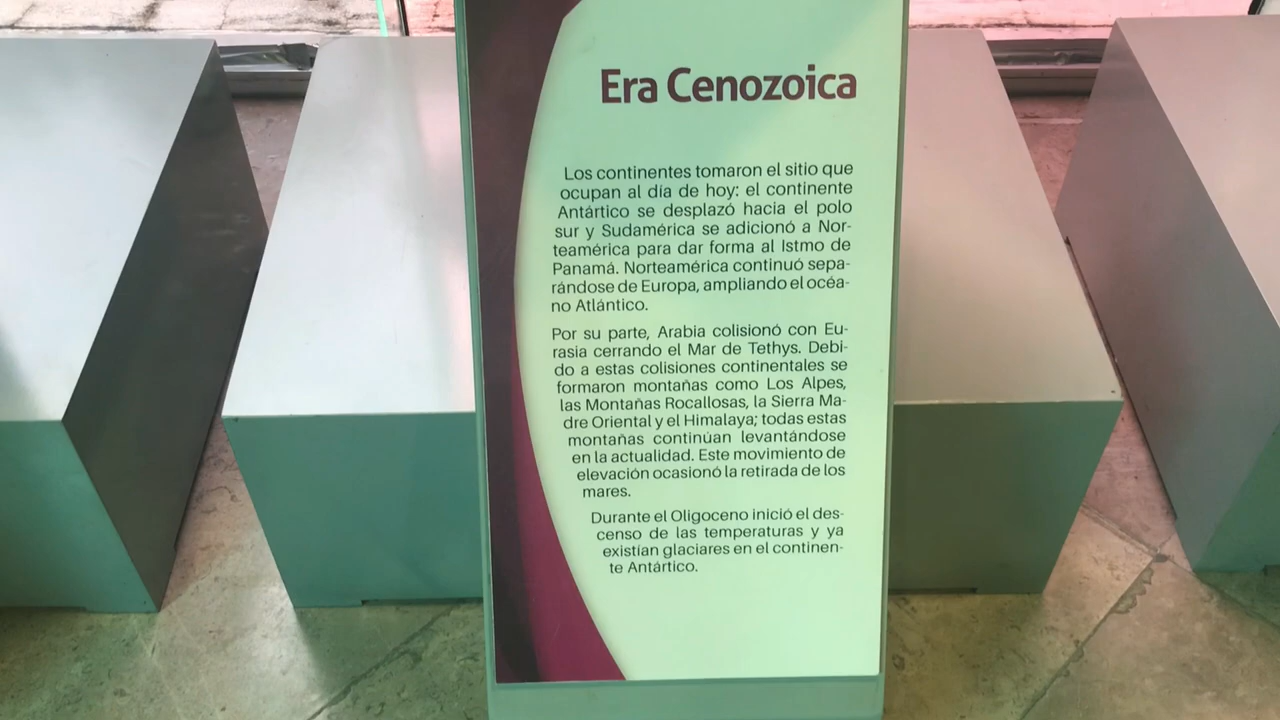 Era Cenozoica
Los continentes tomaron el sitio que
ocupan al día de hoy: el continente
Antártico se desplazó hacia el polo
sur y Sudamérica se adicionó a Nor-
teamérica para dar forma al Istmo de
Panamá. Norteamérica continuó sepa-
rándose de Europa, ampliando el océa-
no Atlántico.
Por su parte, Arabia colisionó con Eu-
rasia cerrando el Mar de Tethys. Debi-
do a estas colisiones continentales se
formaron montañas como Los Alpes,
las Montañas Rocallosas, la Sierra Ma-
dre Oriental y el Himalaya; todas estas
montañas continúan levantándose
en la actualidad. Este movimiento de
elevación ocasionó la retirada de los
mares.
Durante el Oligoceno inició el des-
censo de las temperaturas y ya
existían glaciares en el continen-
te Antártico.